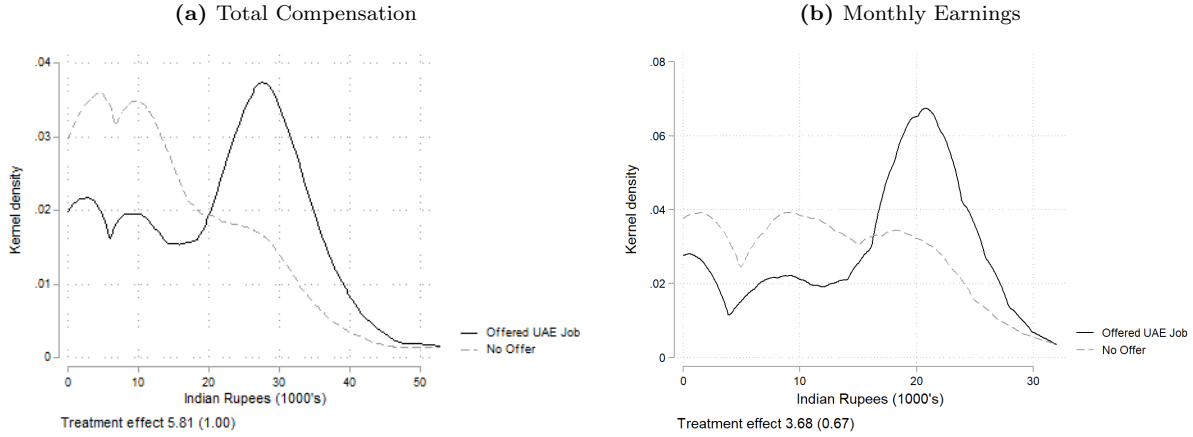 (a) Total Compensation
.04
.03
.02
.01
0
Kernel density
0 10 20 30 40 50
Indian Rupees (1000's)
Offered UAE Job
No Offer
Treatment effect 5.81 (1.00)
(b) Monthly Earnings
.08
.06
.04
.02
0
Kernel density
0 10 20 30
Indian Rupees (1000's)
Offered UAE Job
No Offer
Treatment effect 3.68 (0.67)